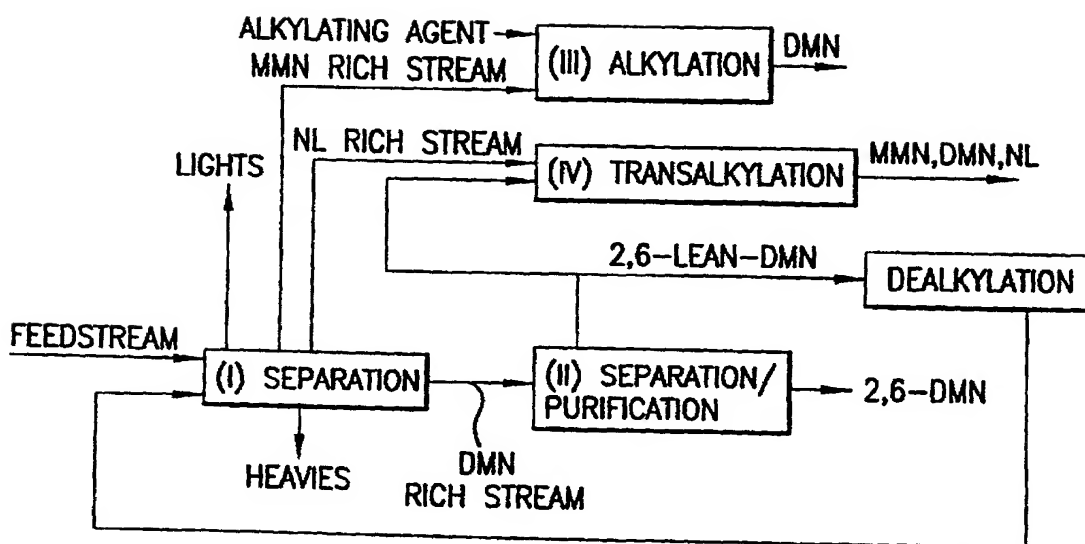 ALKYLATING AGENT
MMN RICH STREAM
(III) ALKYLATION
DMN
NL RICH STREAM
LIGHTS
(IV) TRANSALKYLATION
MMN,DMN,NL
2,6-LEAN-DMN
DEALKYLATION
FEEDSTREAM
(I) SEPARATION
(II) SEPARATION/
PURIFICATION
2,6-DMN
HEAVIES
DMN
RICH STREAM